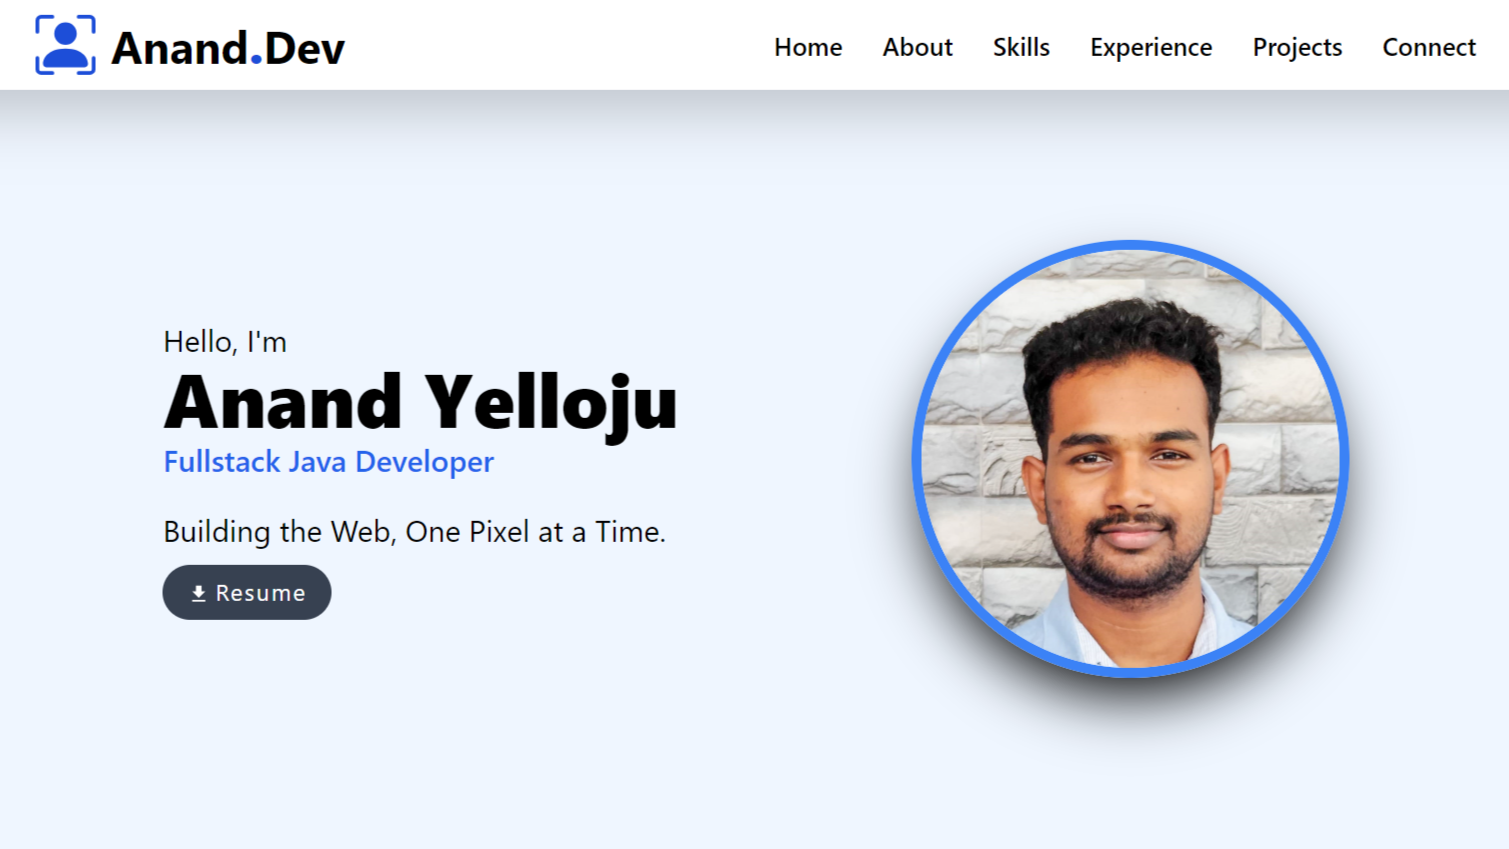 Anand.Dev
Home About Skills Experience Projects Connect
Hello, I'm
Anand Yelloju
Fullstack Java Developer
Building the Web, One Pixel at a Time.
Resume